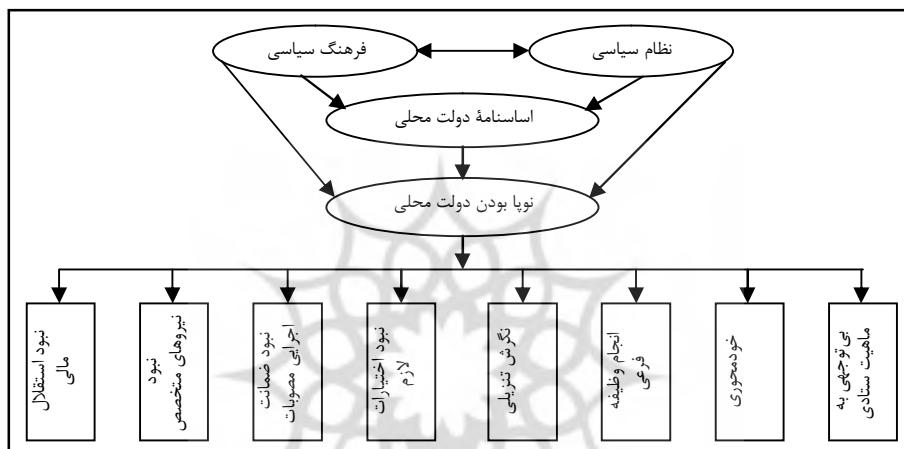 نظام سیاسی
فرهنگ سیاسی
اساسنامهٔ دولت محلی
نوپا بودن دولت محلی
بی‌توجهی به
ماهیت ستادی
خودمحوری
انجام وظیفه
فرعی
نگرش تنزیلی
نبود اختیارات
لازم
نبود ضمانت
اجرایی مصوبات
نبود
نیروهای متخصص
نبود استقلال
مالی